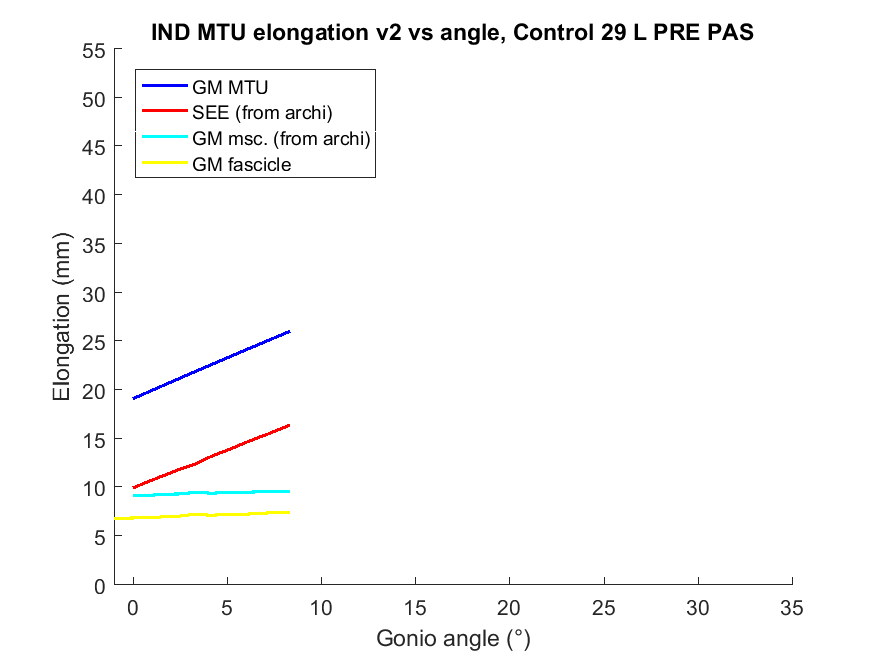 IND MTU elongation v2 vs angle, Control 29 L PRE PAS
55
50
45
40
35
30
25
20
15
10
5
0
Elongation (mm)
GM MTU
SEE (from archi)
GM msc. (from archi)
GM fascicle
0 5 10 15 20 25 30 35
Gonio angle (°)